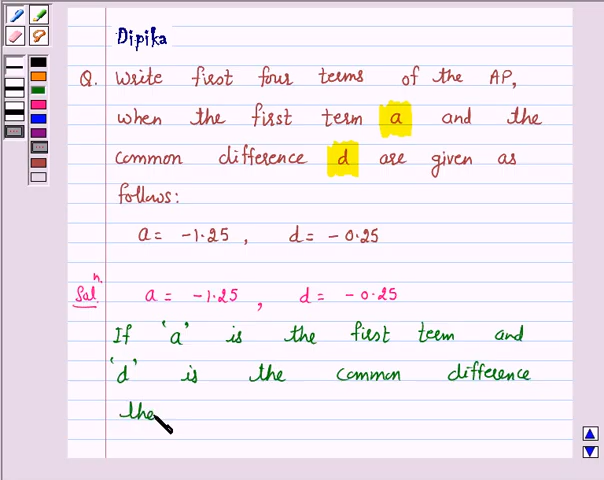 Dipika
Q. Write first four terms of the AP,
when the first term a and the
common difference d are given as
follows:
a = -1.25, d = -0.25
Solⁿ. a = -1.25, d = -0.25
If 'a' is the first term and
'd' is the common difference
the